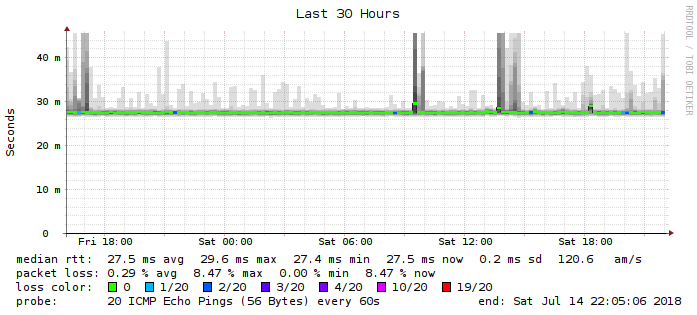 Last 30 Hours
RRDTOOL / TOBI OETIKER
Seconds
40 m
30 m
20 m
10 m
0
Fri 18:00 Sat 00:00 Sat 06:00 Sat 12:00 Sat 18:00
median rtt: 27.5 ms avg 29.6 ms max 27.4 ms min 27.5 ms now 0.2 ms sd 120.6 am/s
packet loss: 0.29 % avg 8.47 % max 0.00 % min 8.47 % now
loss color: 0 1/20 2/20 3/20 4/20 10/20 19/20
probe: 20 ICMP Echo Pings (56 Bytes) every 60s end: Sat Jul 14 22:05:06 2018